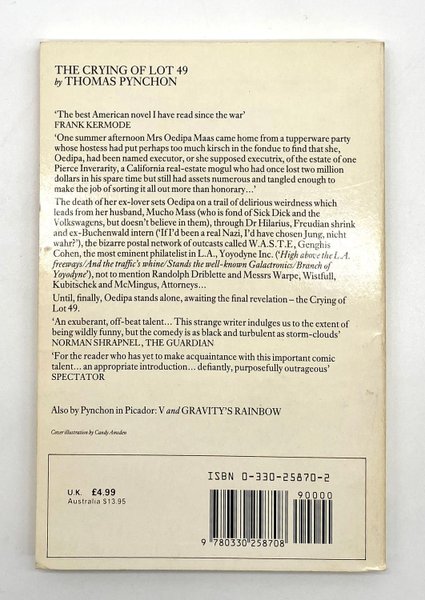 THE CRYING OF LOT 49
by THOMAS PYNCHON
‘The best American novel I have read since the war’
FRANK KERMODE
‘One summer afternoon Mrs Oedipa Maas came home from a tupperware party
whose hostess had put perhaps too much kirsch in the fondue to find that she,
Oedipa, had been named executor, or she supposed executrix, of the estate of one
Pierce Inverarity, a California real-estate mogul who had once lost two million
dollars in his spare time but still had assets numerous and tangled enough to
make the job of sorting it all out more than honorary...’
The death of her ex-lover sets Oedipa on a trail of delirious weirdness which
leads from her husband, Mucho Mass (who is fond of Sick Dick and the
Volkswagens, but doesn’t believe in them), through Dr Hilarius, Freudian shrink
and ex-Buchenwald intern (‘If I’d been a real Nazi, I’d have chosen Jung, nicht
wahr?’), the bizarre postal network of outcasts called W.A.S.T.E, Genghis
Cohen, the most eminent philatelist in L.A., Yoyodyne Inc. (‘High above the L.A.
freeways/And the traffic’s whine/Stands the well-known Galactronics/Branch of
Yoyodyne’), not to mention Randolph Driblette and Messrs Warpe, Wistfull,
Kubitschek and McMingus, Attorneys...
Until, finally, Oedipa stands alone, awaiting the final revelation – the Crying of
Lot 49.
‘An exuberant, off-beat talent... This strange writer indulges us to the extent of
being wildly funny, but the comedy is as black and turbulent as storm-clouds’
NORMAN SHRAPNEL, THE GUARDIAN
‘For the reader who has yet to make acquaintance with this important comic
talent... an appropriate introduction... defiantly, purposefully outrageous’
SPECTATOR
Also by Pynchon in Picador: V and GRAVITY’S RAINBOW
Cover illustration by Candy Amsden
ISBN 0-330-25870-2
U.K. £4.99
Australia $13.95
90000
9 780330 258708